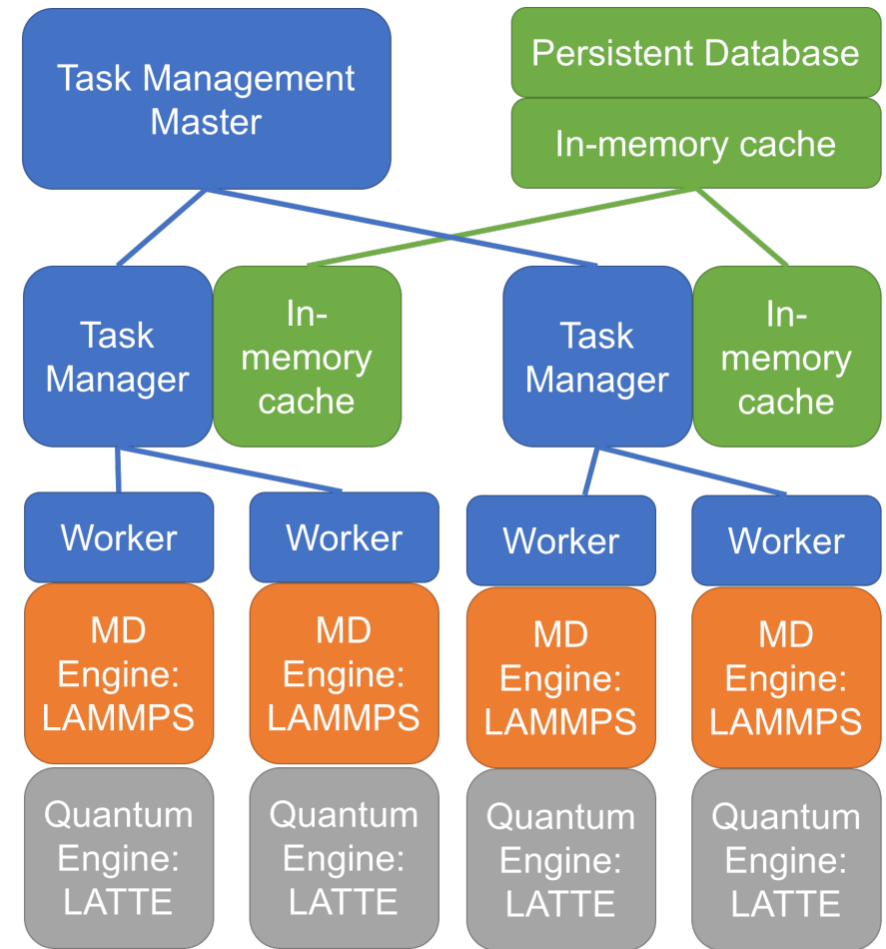 Task Management
Master
Persistent Database
In-memory cache
Task
Manager
In-
memory
cache
Task
Manager
In-
memory
cache
Worker
Worker
Worker
Worker
MD
Engine:
LAMMPS
MD
Engine:
LAMMPS
MD
Engine:
LAMMPS
MD
Engine:
LAMMPS
Quantum
Engine:
LATTE
Quantum
Engine:
LATTE
Quantum
Engine:
LATTE
Quantum
Engine:
LATTE